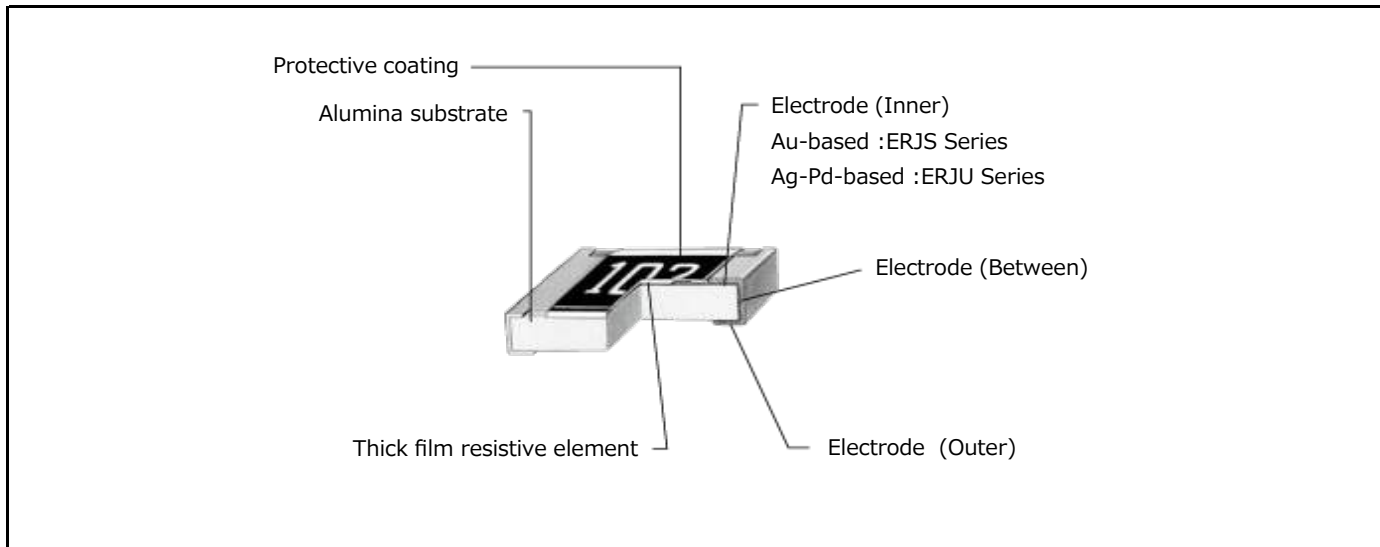 Protective coating
Alumina substrate
Electrode (Inner)
Au-based :ERJS Series
Ag-Pd-based :ERJU Series
102
Electrode (Between)
Thick film resistive element
Electrode (Outer)